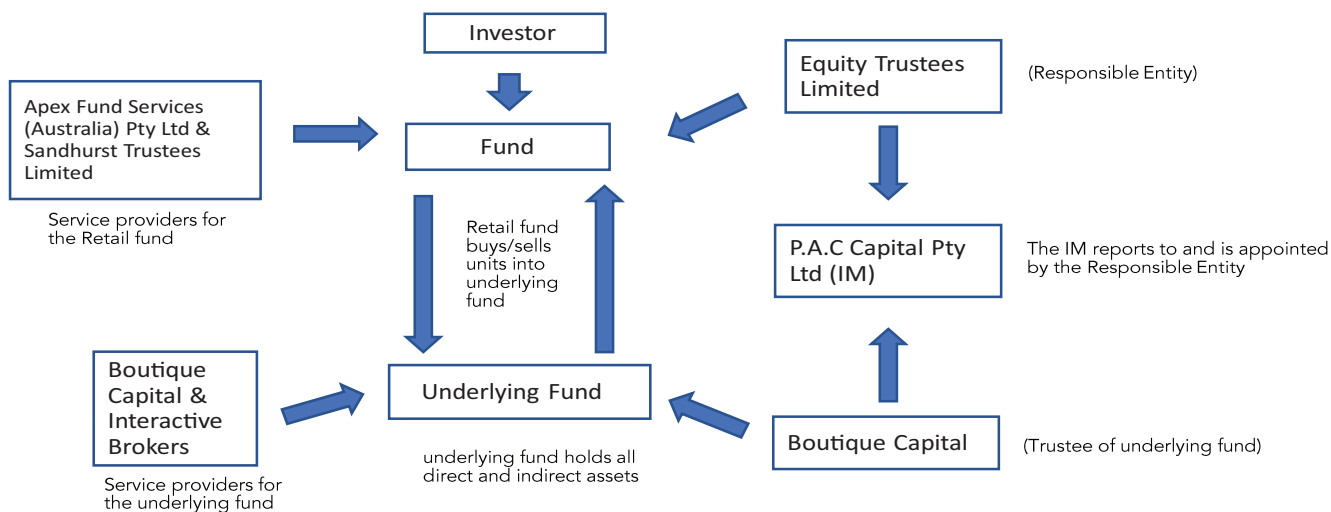 Investor
Equity Trustees
Limited
(Responsible Entity)
Apex Fund Services
(Australia) Pty Ltd &
Sandhurst Trustees
Limited
Fund
Service providers for
the Retail fund
Retail fund
buys/sells
units into
underlying
fund
P.A.C Capital Pty
Ltd (IM)
The IM reports to and is appointed
by the Responsible Entity
Boutique
Capital &
Interactive
Brokers
Underlying Fund
Boutique Capital
(Trustee of underlying fund)
underlying fund holds all
direct and indirect assets
Service providers for
the underlying fund